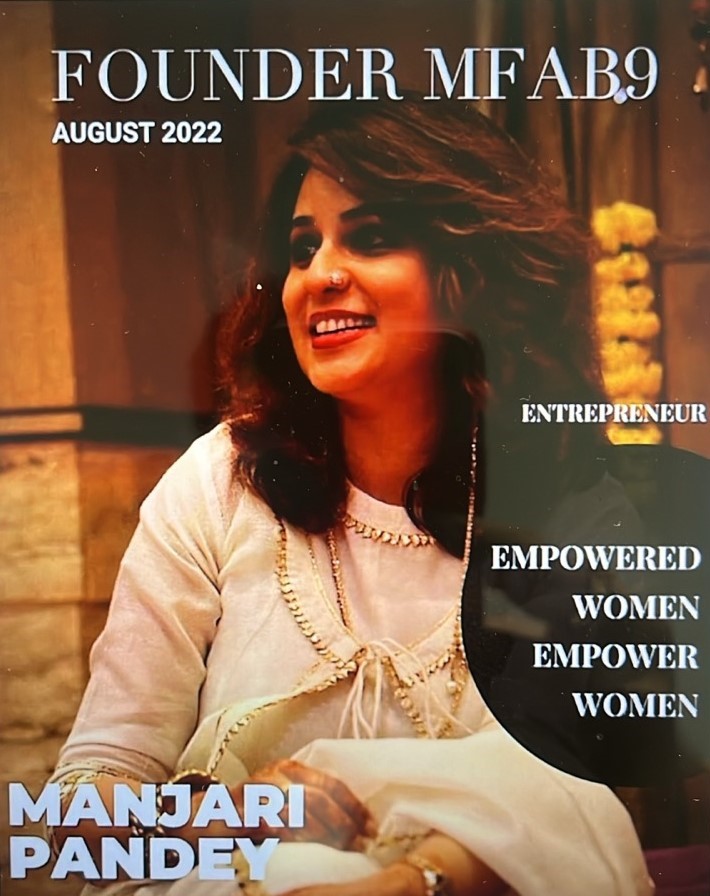 FOUNDER MFAB9
AUGUST 2022
ENTREPRENEUR
EMPOWERED
WOMEN
EMPOWER
WOMEN
MANJARI
PANDEY